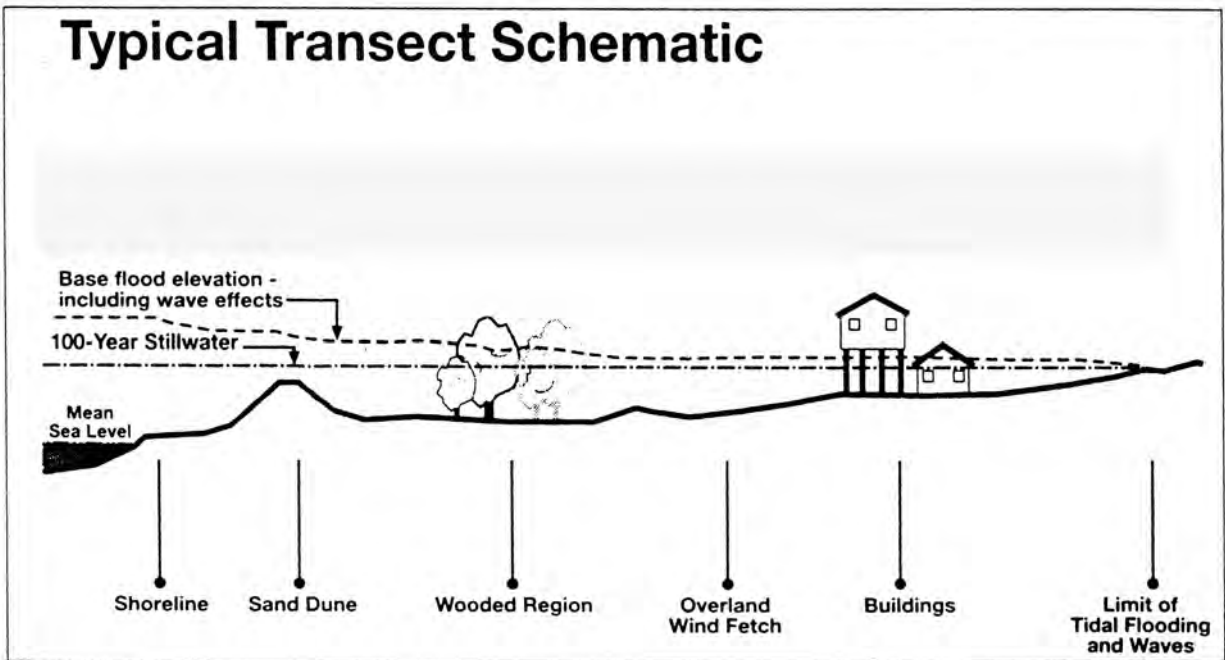 Typical Transect Schematic
Base flood elevation -
including wave effects
100-Year Stillwater
Mean
Sea Level
Shoreline
Sand Dune
Wooded Region
Overland
Wind Fetch
Buildings
Limit of
Tidal Flooding
and Waves